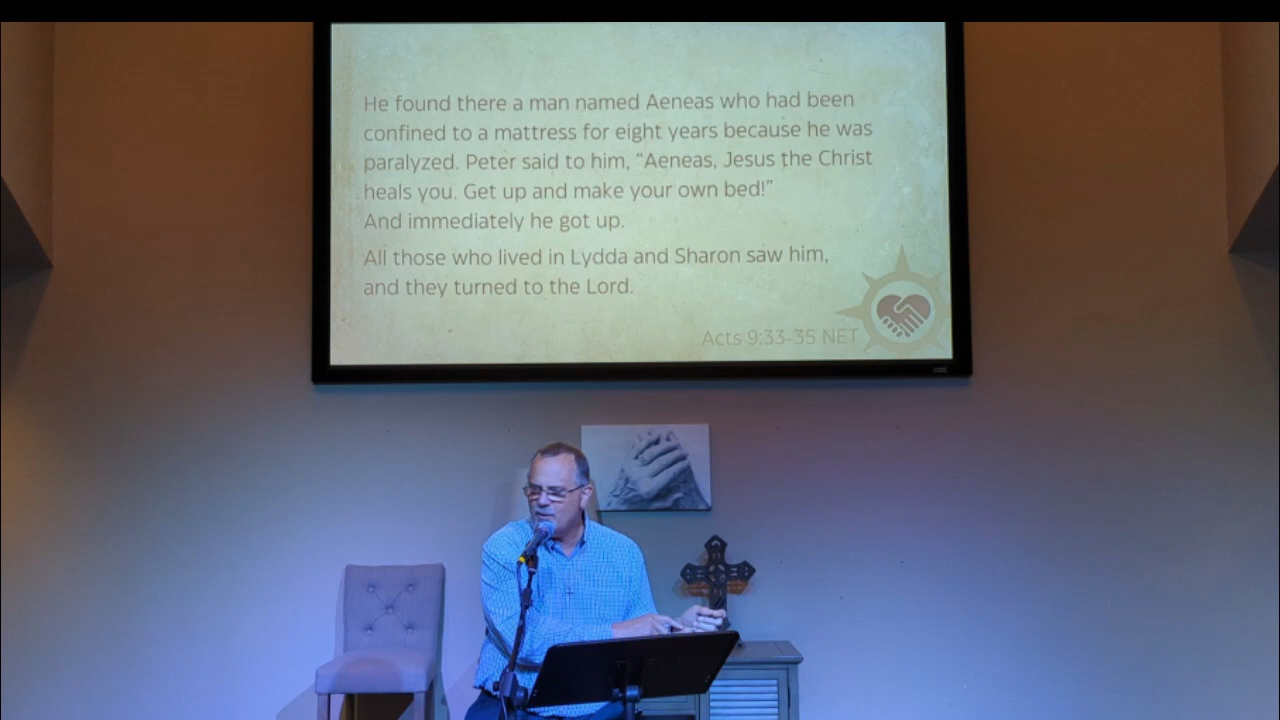 He found there a man named Aeneas who had been
confined to a mattress for eight years because he was
paralyzed. Peter said to him, “Aeneas, Jesus the Christ
heals you. Get up and make your own bed!”
And immediately he got up.
All those who lived in Lydda and Sharon saw him,
and they turned to the Lord.
Acts 9:33-35 NET